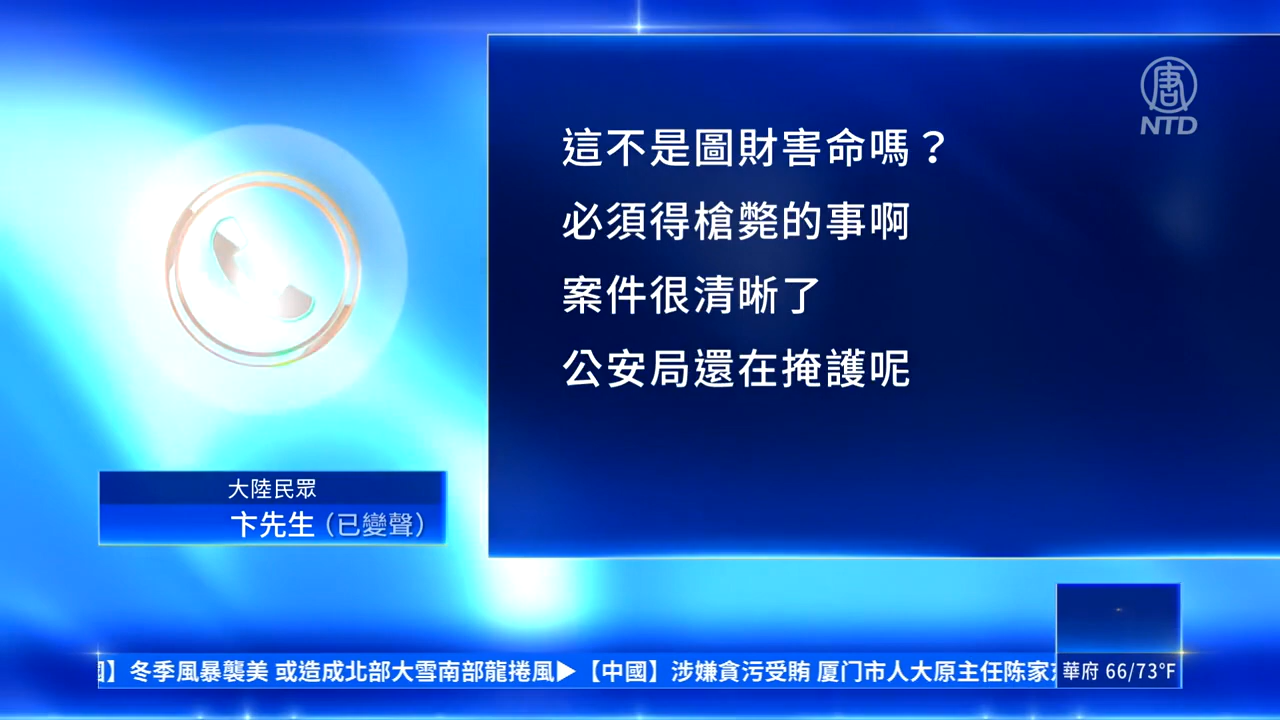 唐
NTD
這不是圖財害命嗎？
必須得槍斃的事啊
案件很清晰了
公安局還在掩護呢
大陸民眾
卞先生（已變聲）
】冬季風暴襲美 或造成北部大雪南部龍捲風▶【中國】涉嫌貪污受賄 厦门市人大原主任陈家
華府 66/73°F